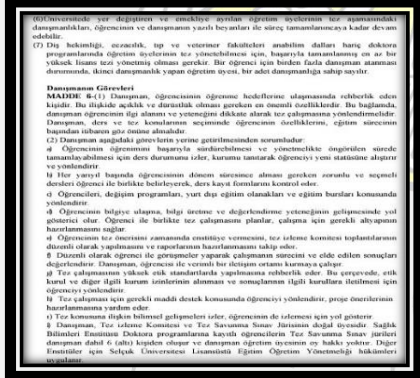 (6)Üniversitede yer değiştiren ve emekliye ayrılan öğretim üyelerinin tez aşamasındaki
danışmanlıkları, öğrencinin ve danışmanın yazılı beyanları ile süreç tamamlanıncaya kadar devam
edebilir.
(7) Diş hekimliği, eczacılık, tıp ve veteriner fakülteleri anabilim dalları hariç doktora
programlarında öğretim üyelerinin tez yönetebilmesi için, başarıyla tamamlanmış en az bir
yüksek lisans tezi yönetmiş olması gerekir. Bir öğrenci için birden fazla danışman atanması
durumunda, ikinci danışmanlık yapan öğretim üyesi, bir adet danışmanlığa sahip sayılır.
Danışmanın Görevleri
MADDE 6-(1) Danışman, öğrencisinin öğrenme hedeflerine ulaşmasında rehberlik eden
kişidir. Bu ilişkide açıklık ve dürüstlük olması gereken en önemli özelliklerdir. Bu bağlamda,
danışman öğrencinin ilgi alanını ve yeteneğini dikkate alarak tez çalışmasına yönlendirmelidir.
Danışman, ders ve tez konularının seçiminde öğrencinin özelliklerini, eğitim sürecinin
başından itibaren göz önüne almalıdır.
(2) Danışman aşağıdaki görevlerin yerine getirilmesinden sorumludur:
a) Öğrencinin öğrenimini başarıyla sürdürebilmesi ve yönetmelikte öngörülen sürede
tamamlayabilmesi için ders durumunu izler, kurumu tanıtarak öğrenciyi yeni statüsüne alıştırır
ve yönlendirir.
b) Her yarıyıl başında öğrencinin dönem süresince alması gereken zorunlu ve seçmeli
dersleri öğrenci ile birlikte belirleyerek, ders kayıt formlarını kontrol eder.
c) Öğrencileri, değişim programları, yurt dışı eğitim olanakları ve eğitim bursları konusunda
yönlendirir.
d) Öğrencinin bilgiye ulaşma, bilgi üretme ve değerlendirme yeteneğinin gelişmesinde yol
gösterici olur. Öğrenci ile birlikte tez çalışmasını planlar, çalışma için gerekli altyapının
hazırlanmasını sağlar.
e) Öğrencinin tez önerisini zamanında enstitüye vermesini, tez izleme komitesi toplantılarının
düzenli olarak yapılmasını ve raporlarının hazırlanmasını takip eder.
f) Düzenli olarak öğrenci ile görüşmeler yaparak çalışmanın sürecini ve elde edilen sonuçları
değerlendirir. Danışman, öğrencisi ile verimli bir iletişim ortamı kurmaya çalışır.
g) Tez çalışmasının yüksek etik standartlarda yapılmasına rehberlik eder. Bu çerçevede, etik
kurul ve diğer ilgili kurum izinlerinin alınması ve sonuçlarının ilgili kurullara iletilmesi için
öğrenciyi yönlendirir.
h) Tez çalışması için gerekli maddi destek konusunda öğrenciyi yönlendirir, proje önerilerinin
hazırlanmasına yardım eder.
ı) Tez konusuna ilişkin bilimsel gelişmeleri izler, öğrencinin de izlemesi için yol gösterir.
i) Danışman, Tez izleme Komitesi ve Tez Savunma Sınav Jürisinin doğal üyesidir. Sağlık
Bilimleri Enstitüsü Doktora programlarına kayıtlı öğrencilerin Tez Savunma Sınav jürileri
danışman dahil 6 (altı) kişiden oluşur ve danışman öğretim üyesinin oy hakkı yoktur. Diğer
Enstitüler için Selçuk Üniversitesi Lisansüstü Eğitim Öğretim Yönetmeliği hükümleri
uygulanır.